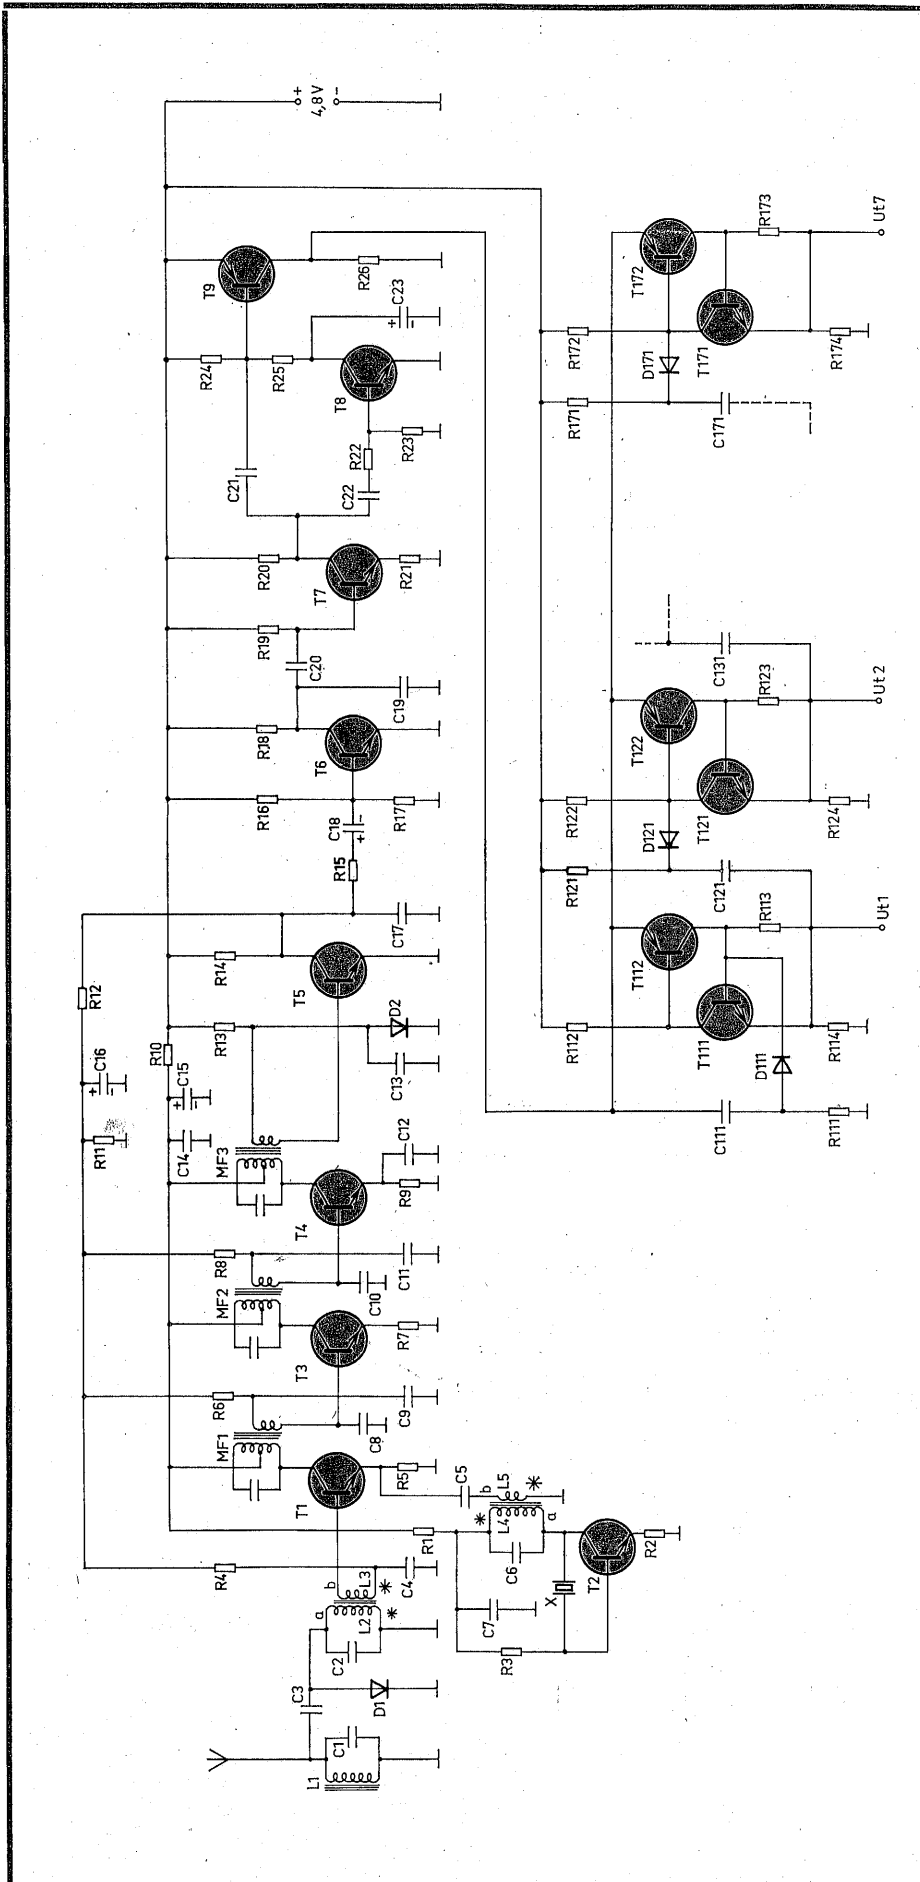 +
4,8V
-
T9
R26
C23
+
-
R24
R25
T8
R23
R22
C22
C21
R20
T7
R21
R19
C20
C19
R18
T6
R16
C18
+
-
R17
R15
C17
R14
T5
R12
R13
D2
C13
R10
C16
+
-
C15
+
-
R11
C14
MF3
C12
R9
T4
R8
C11
C10
MF2
T3
R7
R6
C9
C8
MF1
T1
R5
C5
L5
b
*
L4
a
*
C6
R1
T2
R2
X
C7
R3
R4
b
L3
*
C4
a
L2
*
C2
C3
D1
C1
L1
R173
Ut7
T172
R172
D171
T171
R174
R171
C171
C131
R123
Ut2
T122
R122
D121
T121
R124
R121
C121
R113
Ut1
T112
R112
T111
R114
D111
C111
R111